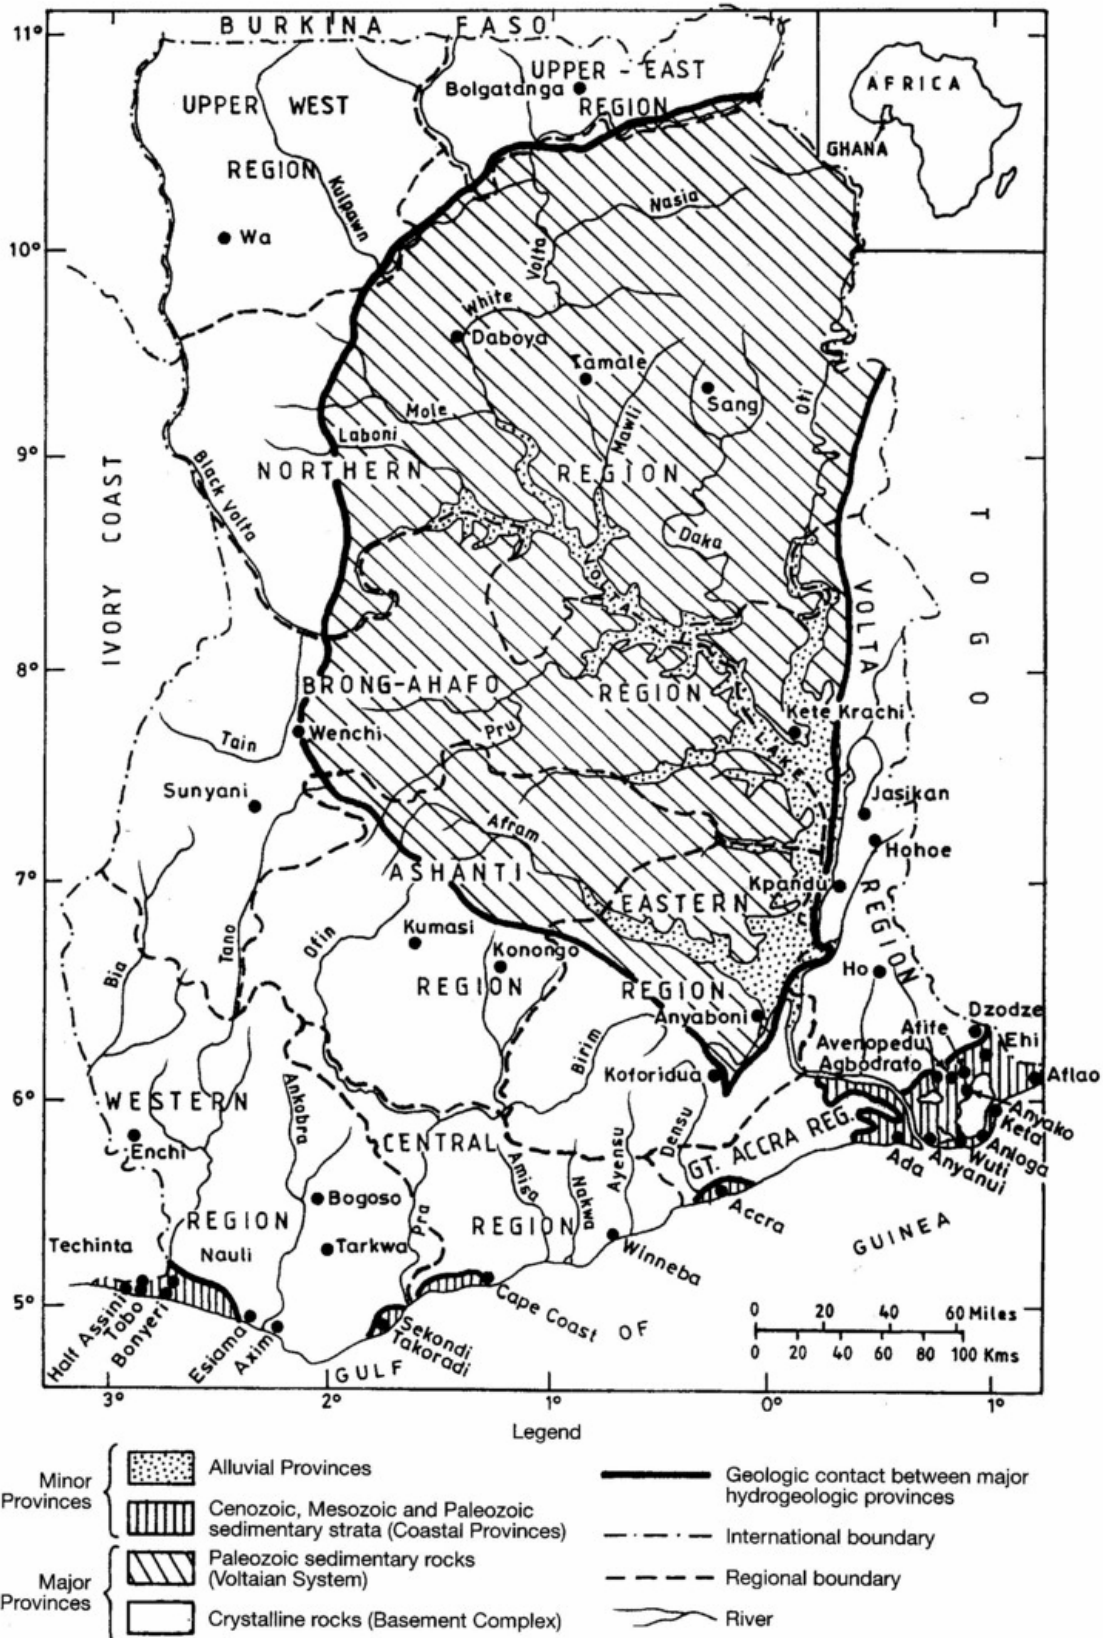 11°
BURKINA FASO
UPPER - EAST
Bolgatanga
REGION
UPPER WEST
REGION
Kulpawn
AFRICA
GHANA
10°
Wa
Nasia
Volta
White
Daboya
Tamale
Sang
Oti
Mole
Mawli
Laboni
9°
NORTHERN
REGION
Black Volta
IVORY COAST
TOGO
Daka
VOLTA
VOLTA
8°
BRONG-AHAFO
REGION
LAKE
Kete Krachi
Pru
Wenchi
Tain
Sunyani
Jasikan
Afram
Hohoe
7°
ASHANTI
Kpandu
EASTERN
REGION
Kumasi
Ofin
Tano
Bia
Konongo
REGION
REGION
Ho
Anyaboni
Dzodze
Afife
Ehi
Avenopedu
Agbodrafo
Birim
Koforidua
Aflao
6°
WESTERN
Ankobra
Anyako
Keta
Anloga
Wuti
Anyanui
Ada
Enchi
CENTRAL
Densu
Ayensu
GT. ACCRA REG.
Amisa
Nakwa
Bogoso
Pra
REGION
REGION
Accra
Techinta
Nauli
Tarkwa
Winneba
GUINEA
5°
Half Assini
Tobo
Bonyeri
Esiama
Axim
Sekondi
Takoradi
Cape Coast
OF
GULF
0 20 40 60 Miles
0 20 40 60 80 100 Kms
3° 2° 1° 0° 1°
Legend
Minor
Provinces
Alluvial Provinces
Cenozoic, Mesozoic and Paleozoic
sedimentary strata (Coastal Provinces)
Major
Provinces
Paleozoic sedimentary rocks
(Voltaian System)
Crystalline rocks (Basement Complex)
Geologic contact between major
hydrogeologic provinces
International boundary
Regional boundary
River